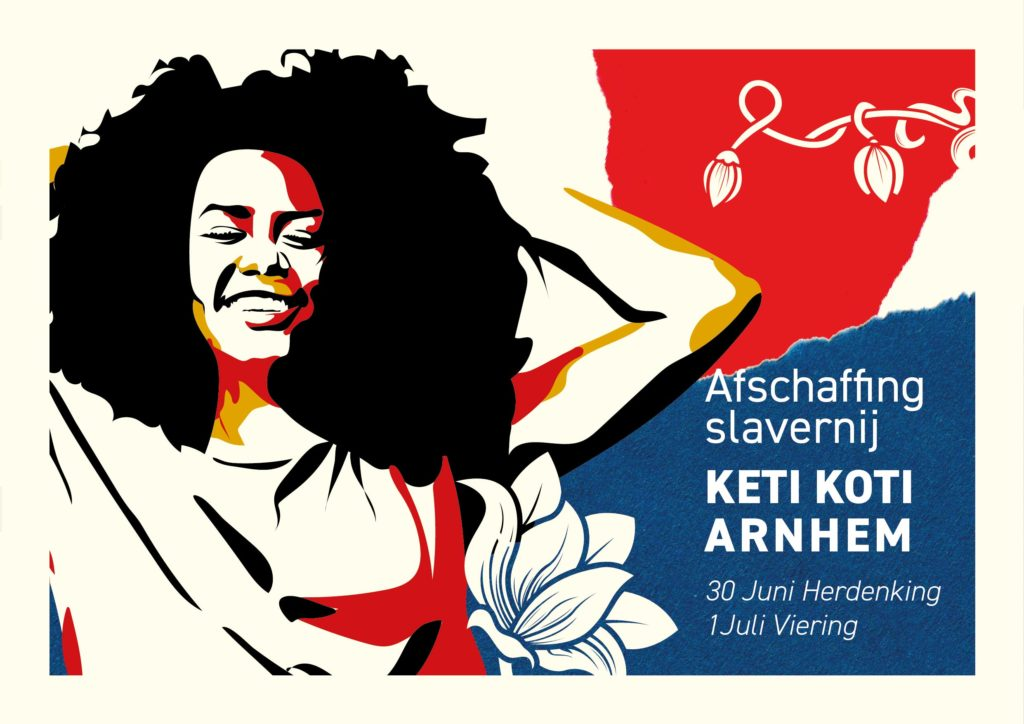 Afschaffing
slavernij
KETI KOTI
ARNHEM
30 Juni Herdenking
1Juli Viering